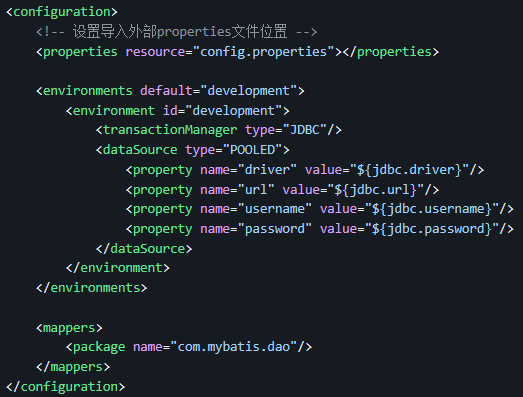 <configuration>
<!-- 设置导入外部properties文件位置 -->
<properties resource="config.properties"></properties>
<environments default="development">
<environment id="development">
<transactionManager type="JDBC"/>
<dataSource type="POOLED">
<property name="driver" value="${jdbc.driver}"/>
<property name="url" value="${jdbc.url}"/>
<property name="username" value="${jdbc.username}"/>
<property name="password" value="${jdbc.password}"/>
</dataSource>
</environment>
</environments>
<mappers>
<package name="com.mybatis.dao"/>
</mappers>
</configuration>